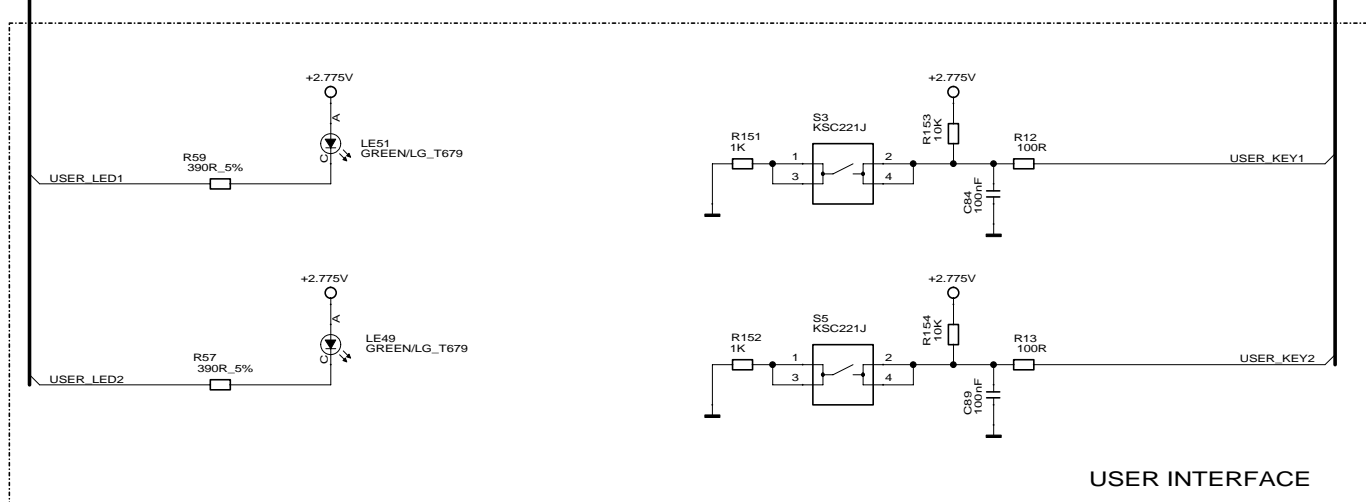 +2.775V
A
C
LE51
GREEN/LG_T679
R59
390R_5%
USER_LED1
+2.775V
S3
KSC221J
R151
1K
1
2
3
4
R153
10K
R12
100R
USER_KEY1
C84
100nF
+2.775V
A
C
LE49
GREEN/LG_T679
R57
390R_5%
USER_LED2
+2.775V
S5
KSC221J
R152
1K
1
2
3
4
R154
10K
R13
100R
USER_KEY2
C89
100nF
USER INTERFACE